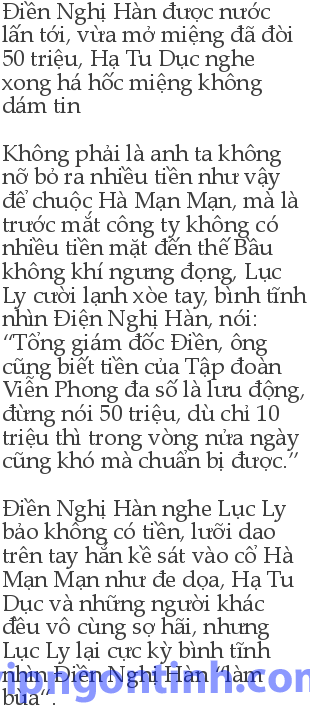 Điền Nghị Hàn được nước
lấn tới, vừa mở miệng đã đòi
50 triệu, Hạ Tu Dục nghe
xong há hốc miệng không
dám tin
Không phải là anh ta không
nỡ bỏ ra nhiều tiền như vậy
để chuộc Hà Mạn Mạn, mà là
trước mắt công ty không có
nhiều tiền mặt đến thế Bầu
không khí ngưng đọng, Lục
Ly cười lạnh xòe tay, bình tĩnh
nhìn Điện Nghị Hàn, nói:
“Tổng giám đốc Điền, ông
cũng biết tiền của Tập đoàn
Viễn Phong đa số là lưu động,
đừng nói 50 triệu, dù chỉ 10
triệu thì trong vòng nửa ngày
cũng khó mà chuẩn bị được.”
Điền Nghị Hàn nghe Lục Ly
bảo không có tiền, lưỡi dao
trên tay hắn kề sát vào cổ Hà
Mạn Mạn như đe dọa, Hạ Tu
Dục và những người khác
đều vô cùng sợ hãi, nhưng
Lục Ly lại cực kỳ bình tĩnh
nhìn Điền Nghị Hàn “làm
bừa”.
vipngontinh.com